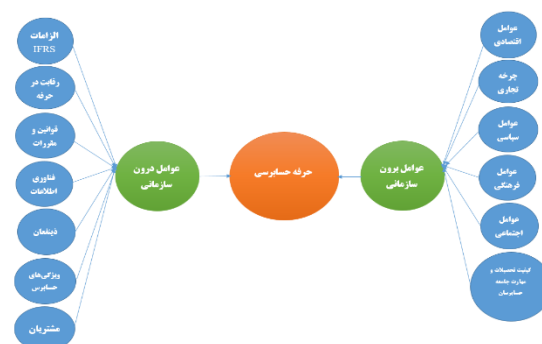 عوامل
اقتصادی
چرخه
تجاری
عوامل
سیاسی
عوامل
فرهنگی
عوامل
اجتماعی
کیفیت تحصیلات و
مهارت جامعه
حسابرسان
عوامل برون
سازمانی
حرفه حسابرسی
عوامل درون
سازمانی
الزامات
IFRS
رقابت در
حرفه
قوانین و
مقررات
فناوری
اطلاعات
ذینفعان
ویژگی‌های
حسابرس
مشتریان